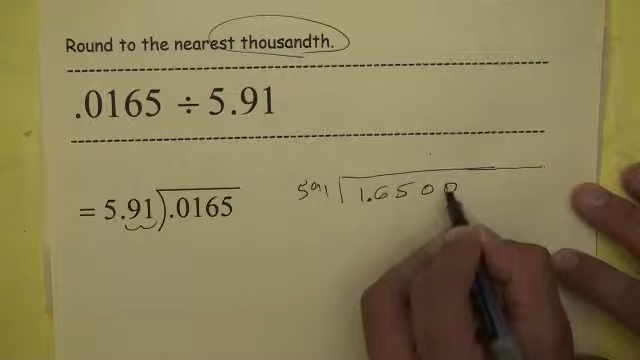 Round to the nearest thousandth.
.0165 ÷ 5.91
= 5.91).0165
591 1.6500